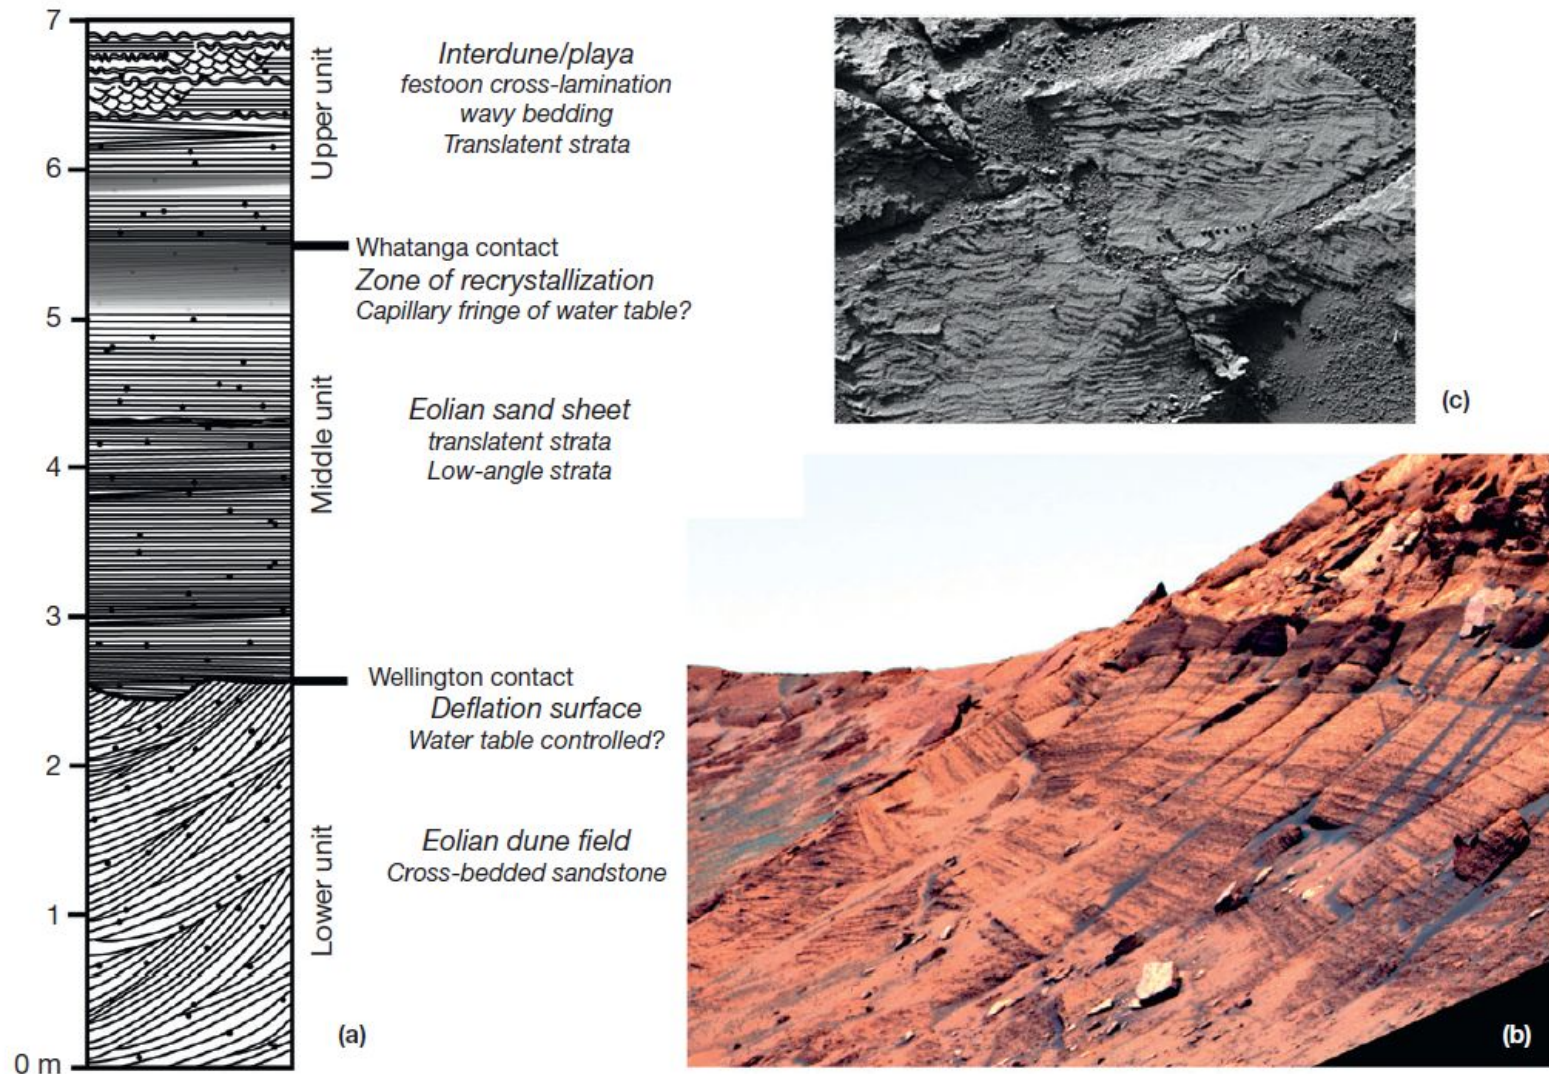 7
6
5
4
3
2
1
0 m
Upper unit
Interdune/playa
festoon cross-lamination
wavy bedding
Translatent strata
Whatanga contact
Zone of recrystallization
Capillary fringe of water table?
Middle unit
Eolian sand sheet
translatent strata
Low-angle strata
Wellington contact
Deflation surface
Water table controlled?
Lower unit
Eolian dune field
Cross-bedded sandstone
(a)
(c)
(b)